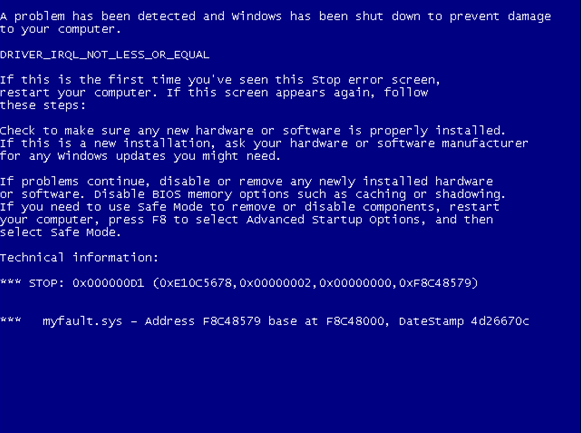 A problem has been detected and Windows has been shut down to prevent damage
to your computer.
DRIVER_IRQL_NOT_LESS_OR_EQUAL
If this is the first time you've seen this Stop error screen,
restart your computer. If this screen appears again, follow
these steps:
Check to make sure any new hardware or software is properly installed.
If this is a new installation, ask your hardware or software manufacturer
for any Windows updates you might need.
If problems continue, disable or remove any newly installed hardware
or software. Disable BIOS memory options such as caching or shadowing.
If you need to use Safe Mode to remove or disable components, restart
your computer, press F8 to select Advanced Startup Options, and then
select Safe Mode.
Technical information:
*** STOP: 0x000000D1 (0xE10C5678,0x00000002,0x00000000,0xF8C48579)
*** myfault.sys - Address F8C48579 base at F8C48000, DateStamp 4d26670c